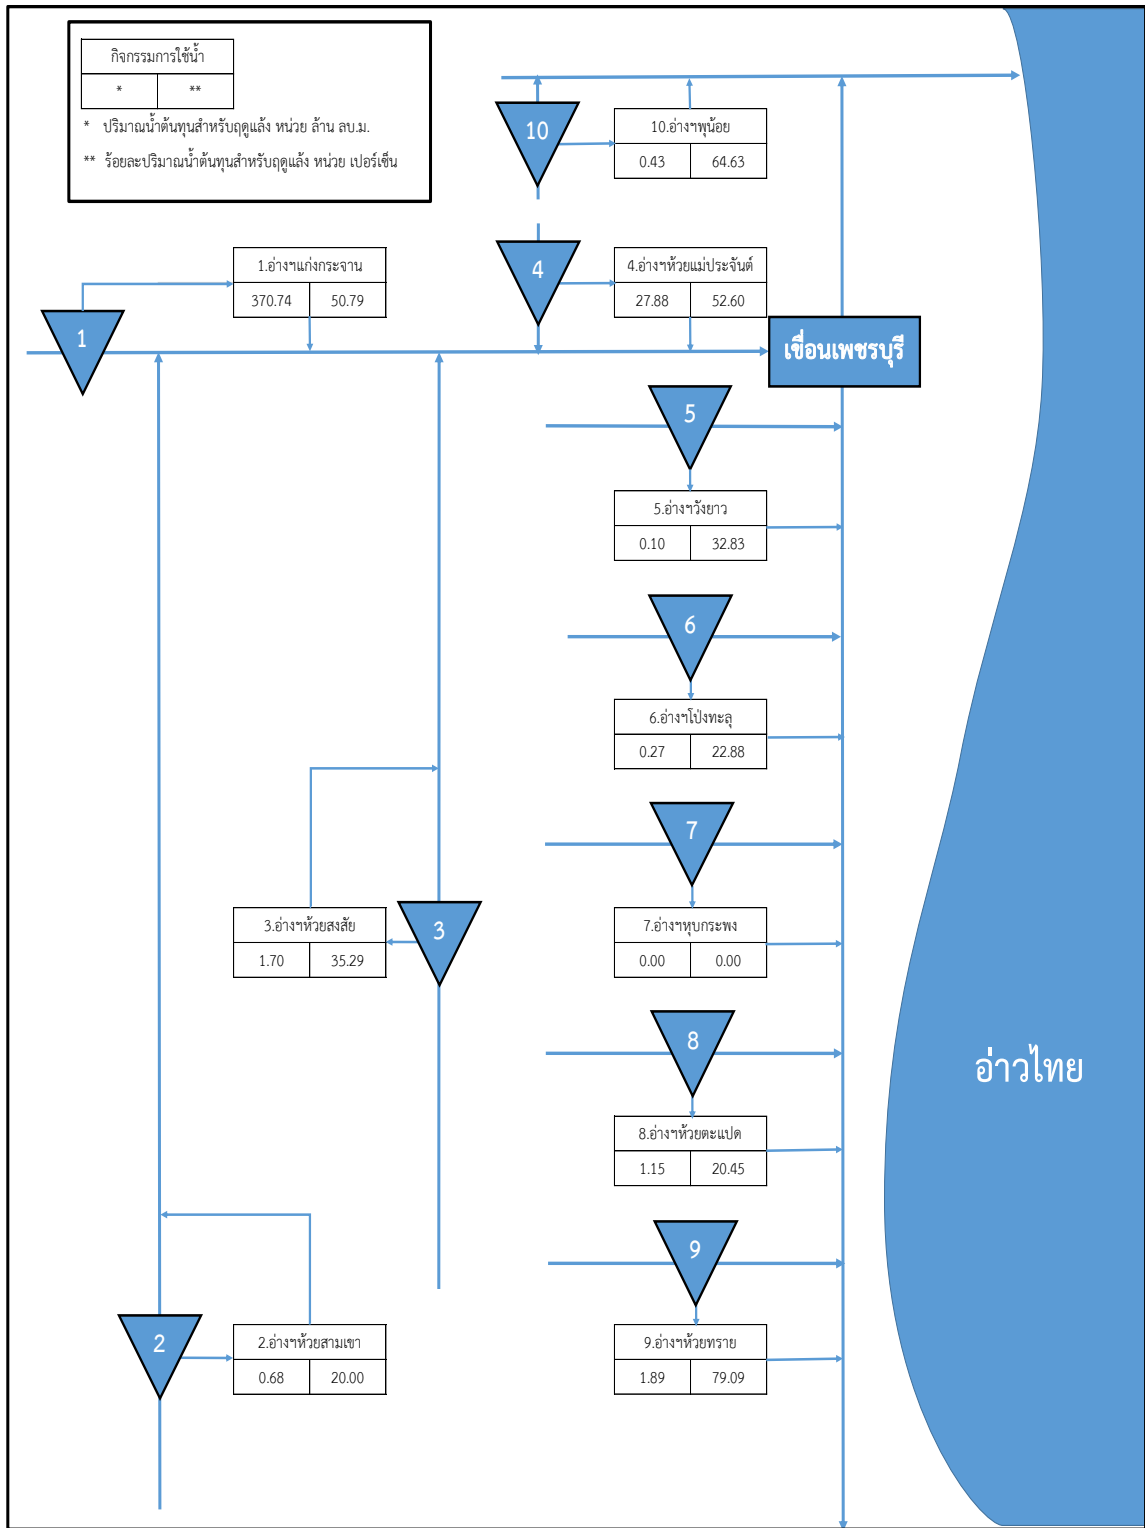 กิจกรรมการใช้น้ำ
* **
* ปริมาณน้ำต้นทุนสำหรับฤดูแล้ง หน่วย ล้าน ลบ.ม.
** ร้อยละปริมาณน้ำต้นทุนสำหรับฤดูแล้ง หน่วย เปอร์เซ็น
10
10.อ่างฯพุน้อย
0.43 64.63
1
1.อ่างฯแก่งกระจาน
370.74 50.79
4
4.อ่างฯห้วยแม่ประจันต์
27.88 52.60
เขื่อนเพชรบุรี
5
5.อ่างฯวังยาว
0.10 32.83
6
6.อ่างฯโป่งทะลุ
0.27 22.88
7
7.อ่างฯหุบกระพง
0.00 0.00
3.อ่างฯห้วยสงสัย
1.70 35.29
3
8
8.อ่างฯห้วยตะแปด
1.15 20.45
อ่าวไทย
9
9.อ่างฯห้วยทราย
1.89 79.09
2
2.อ่างฯห้วยสามเขา
0.68 20.00